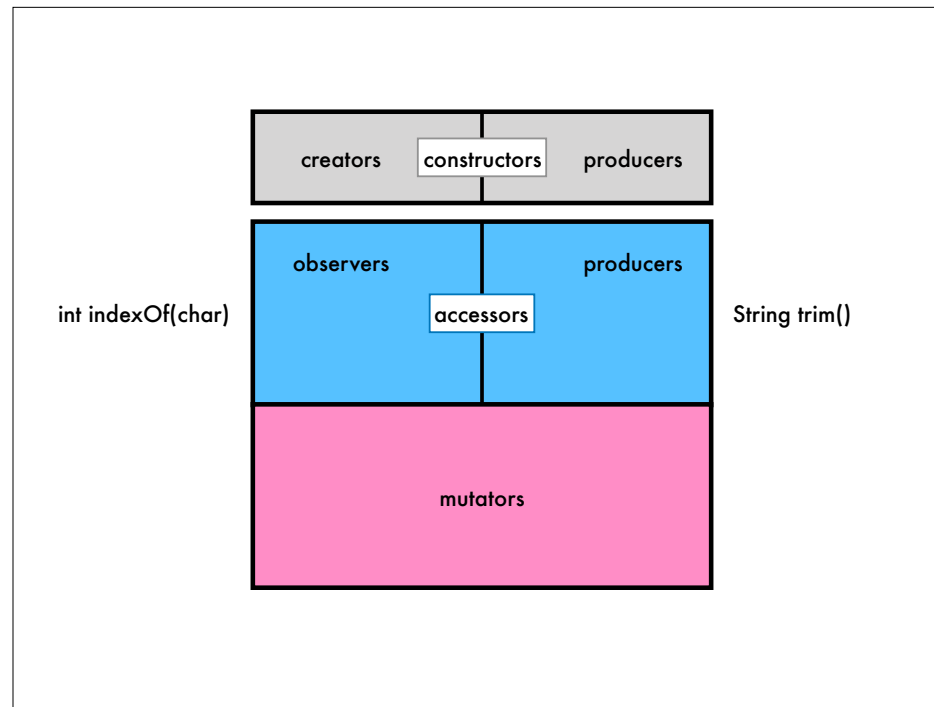 creators
constructors
producers
observers
producers
int indexOf(char)
accessors
String trim()
mutators